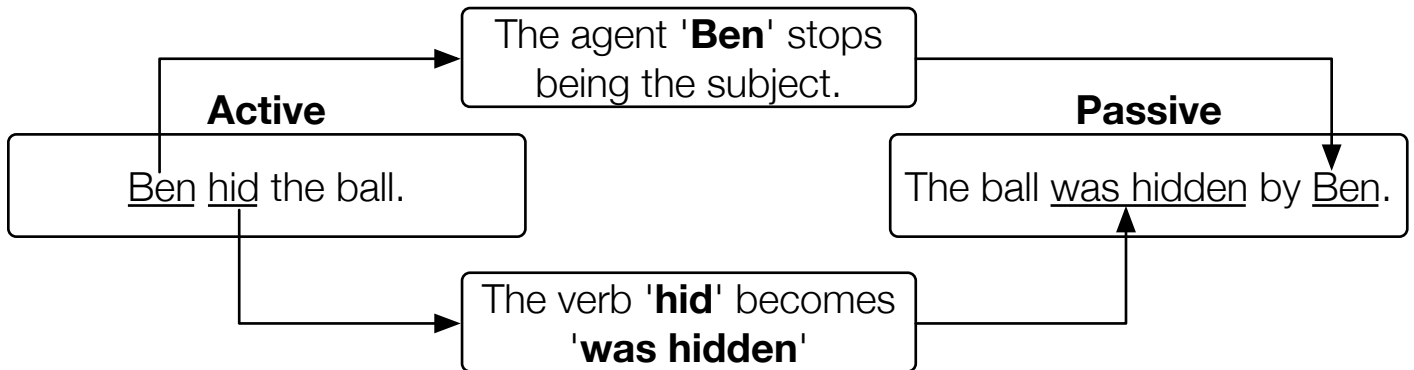 The agent 'Ben' stops
being the subject.
Active
Passive
Ben hid the ball.
The ball was hidden by Ben.
The verb 'hid' becomes
'was hidden'